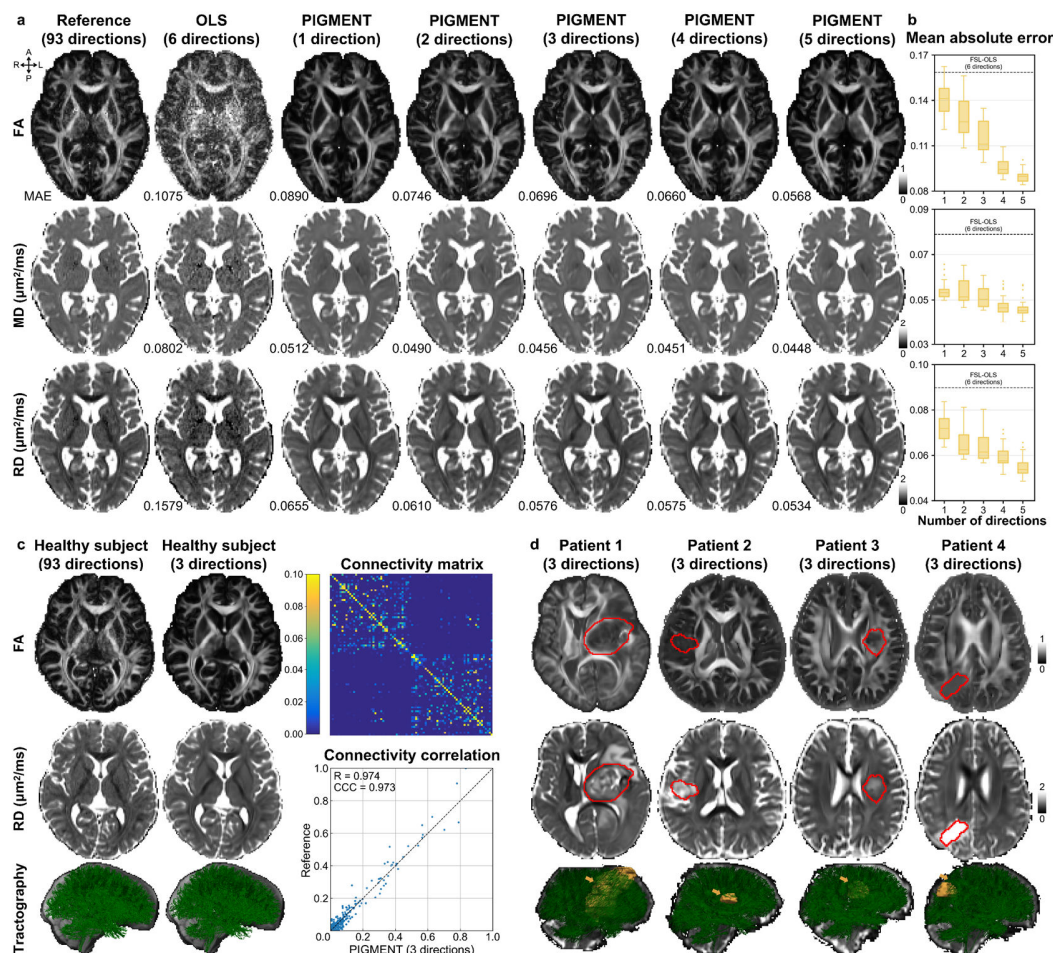 a
Reference
(93 directions)
OLS
(6 directions)
PIGMENT
(1 direction)
PIGMENT
(2 directions)
PIGMENT
(3 directions)
PIGMENT
(4 directions)
PIGMENT
(5 directions)
A
R
L
P
FA
MAE
0.1075
0.0890
0.0746
0.0696
0.0660
0.0568
1
0
MD (μm²/ms)
0.0802
0.0512
0.0490
0.0456
0.0451
0.0448
2
0
RD (μm²/ms)
0.1579
0.0655
0.0610
0.0576
0.0575
0.0534
2
0
b
Mean absolute error
0.17
0.14
0.11
0.08
FSL-OLS
(6 directions)
1 2 3 4 5
0.09
0.07
0.05
0.03
FSL-OLS
(6 directions)
1 2 3 4 5
0.10
0.08
0.06
0.04
FSL-OLS
(6 directions)
1 2 3 4 5
Number of directions
c
Healthy subject
(93 directions)
Healthy subject
(3 directions)
FA
RD (μm²/ms)
Tractography
Connectivity matrix
0.10
0.08
0.06
0.04
0.02
0.00
Connectivity correlation
R = 0.974
CCC = 0.973
Reference
1.0
0.8
0.6
0.4
0.2
0.0
0.0 0.2 0.4 0.6 0.8 1.0
PIGMENT (3 directions)
d
Patient 1
(3 directions)
Patient 2
(3 directions)
Patient 3
(3 directions)
Patient 4
(3 directions)
FA
1
0
RD (μm²/ms)
2
0
Tractography